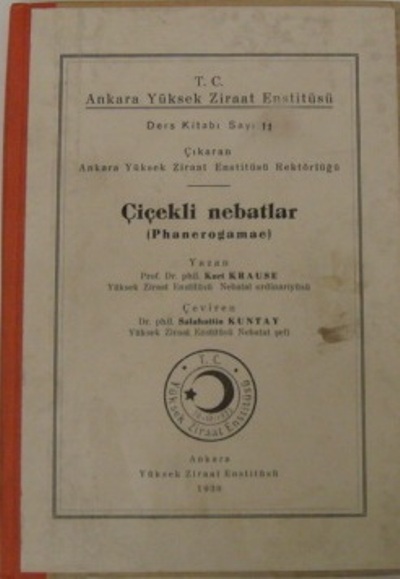 T. C.
Ankara Yüksek Ziraat Enstitüsü
Ders Kitabı Sayı 11
Çıkaran
Ankara Yüksek Ziraat Enstitüsü Rektörlüğü
Çiçekli nebatlar
(Phanerogamae)
Yazan
Prof. Dr. phil. Kurt KRAUSE
Yüksek Ziraat Enstitüsü Nebatat ordinaryüsü
Çeviren
Dr. phil. Salahattin KUNTAY
Yüksek Ziraat Enstitüsü Nebatat şefi
T. C.
Yüksek Ziraat Enstitüsü
Ankara
Yüksek Ziraat Enstitüsü